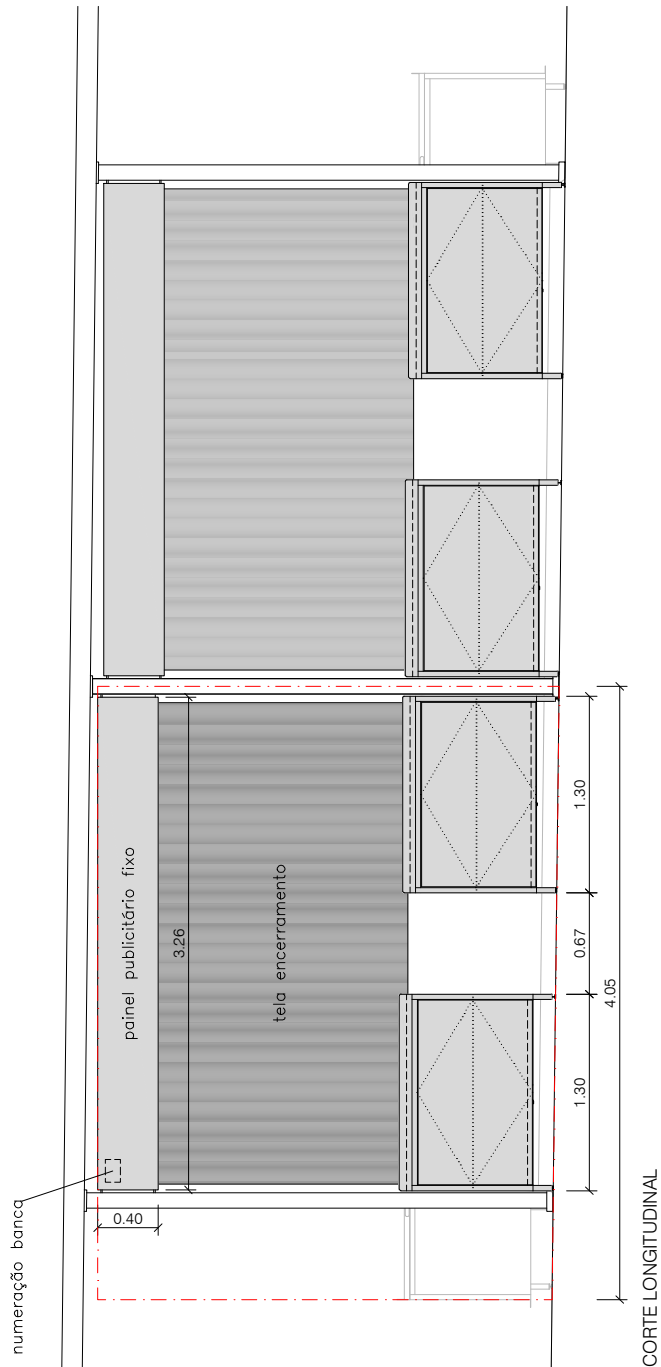 numeração banca
painel publicitário fixo
tela encerramento
0.40
3.26
1.30
0.67
1.30
4.05
CORTE LONGITUDINAL